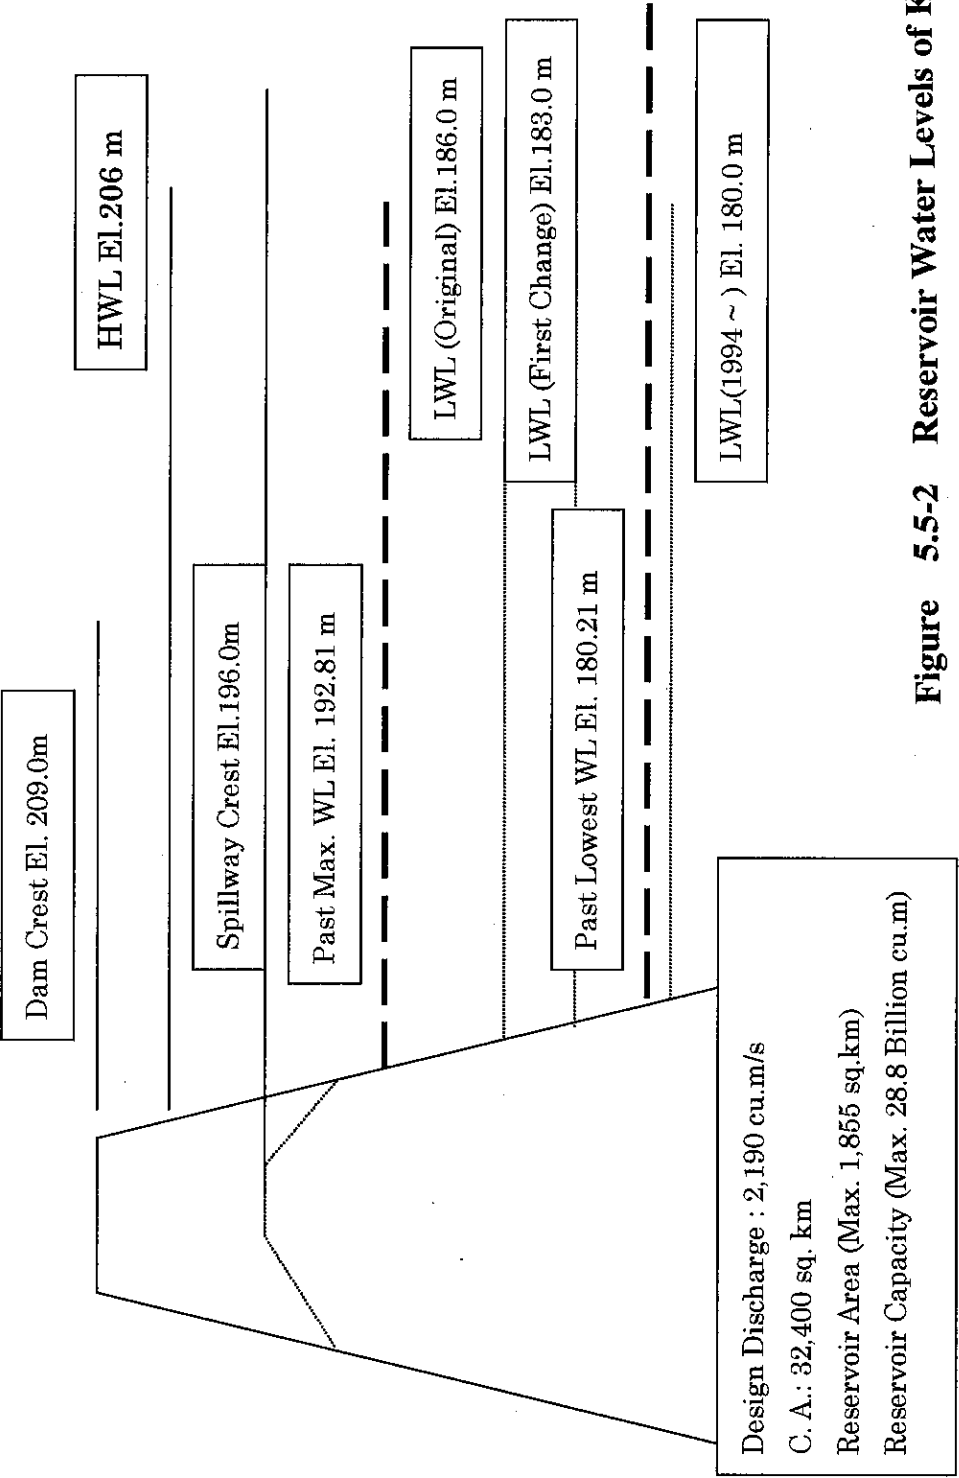 Dam Crest El. 209.0m
HWL El.206 m
Spillway Crest El.196.0m
Past Max. WL El. 192.81 m
LWL (Original) El.186.0 m
LWL (First Change) El.183.0 m
Past Lowest WL El. 180.21 m
LWL(1994 ~ ) El. 180.0 m
Design Discharge : 2,190 cu.m/s
C. A.: 32,400 sq. km
Reservoir Area (Max. 1,855 sq.km)
Reservoir Capacity (Max. 28.8 Billion cu.m)
Figure 5.5-2 Reservoir Water Levels of